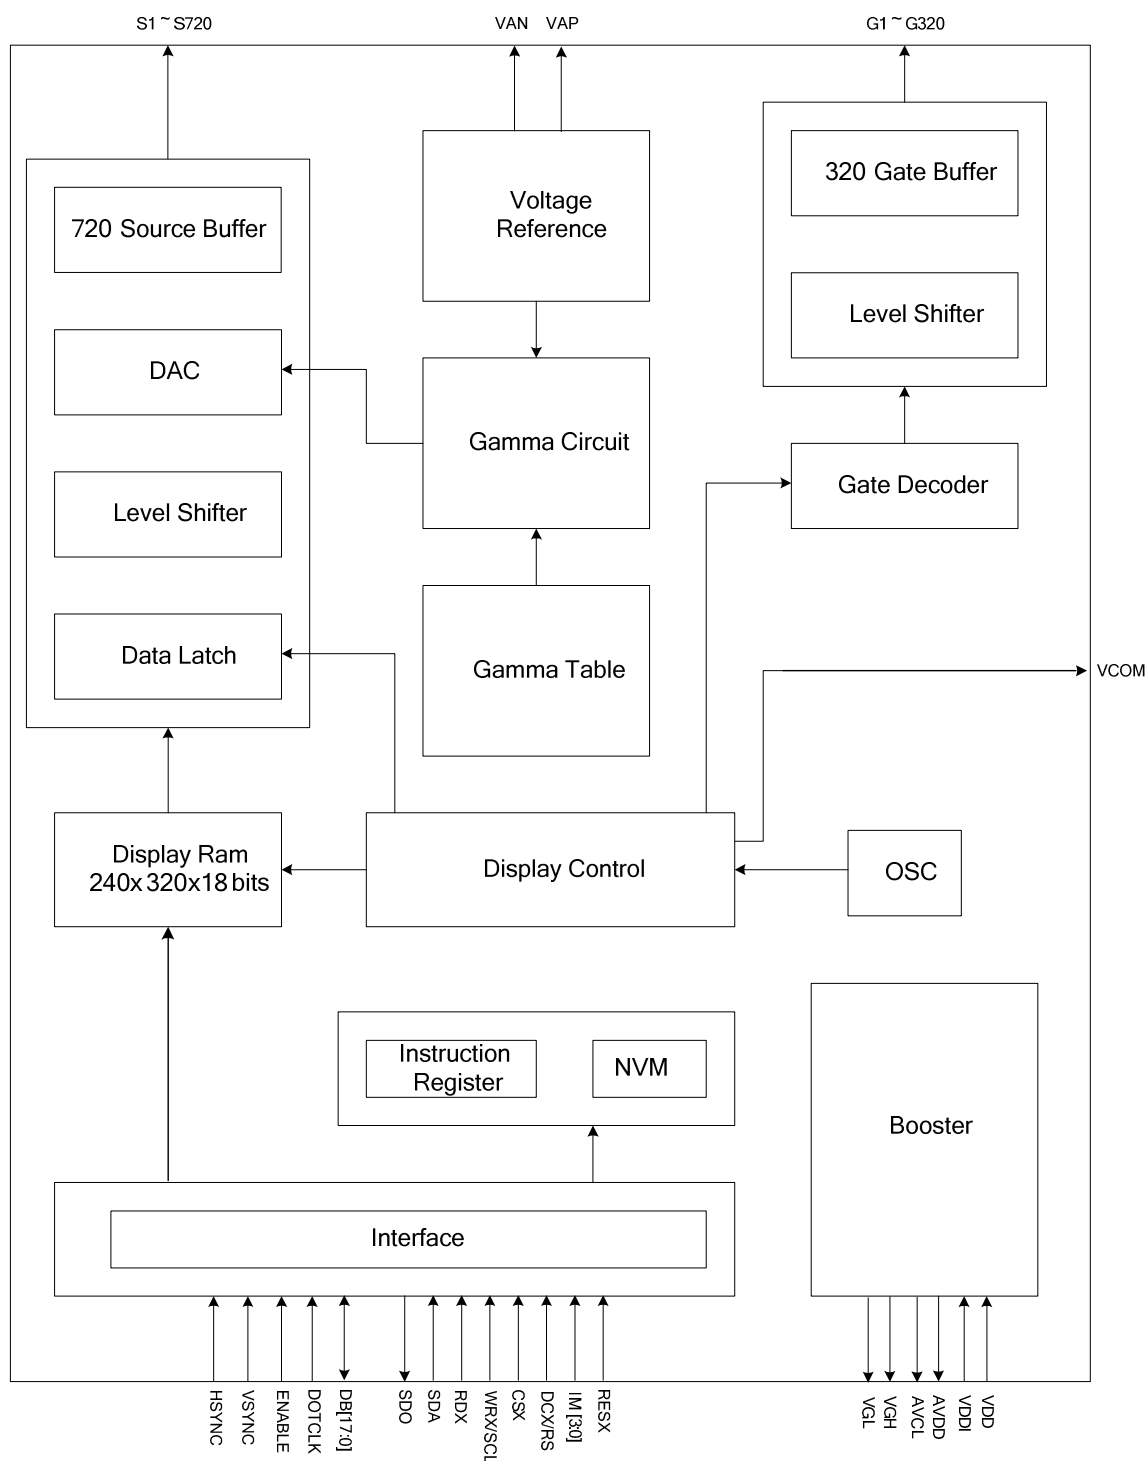 S1 ~ S720
VAN VAP
G1 ~ G320
720 Source Buffer
DAC
Level Shifter
Data Latch
Voltage
Reference
Gamma Circuit
Gamma Table
320 Gate Buffer
Level Shifter
Gate Decoder
VCOM
Display Ram
240x320x18 bits
Display Control
OSC
Instruction
Register
NVM
Booster
Interface
HSYNC
VSYNC
ENABLE
DOTCLK
DB[17:0]
SDO
SDA
RDX
WRX/SCL
CSX
DCX/RS
IM [3:0]
RESX
VGL
VGH
AVCL
AVDD
VDDI
VDD